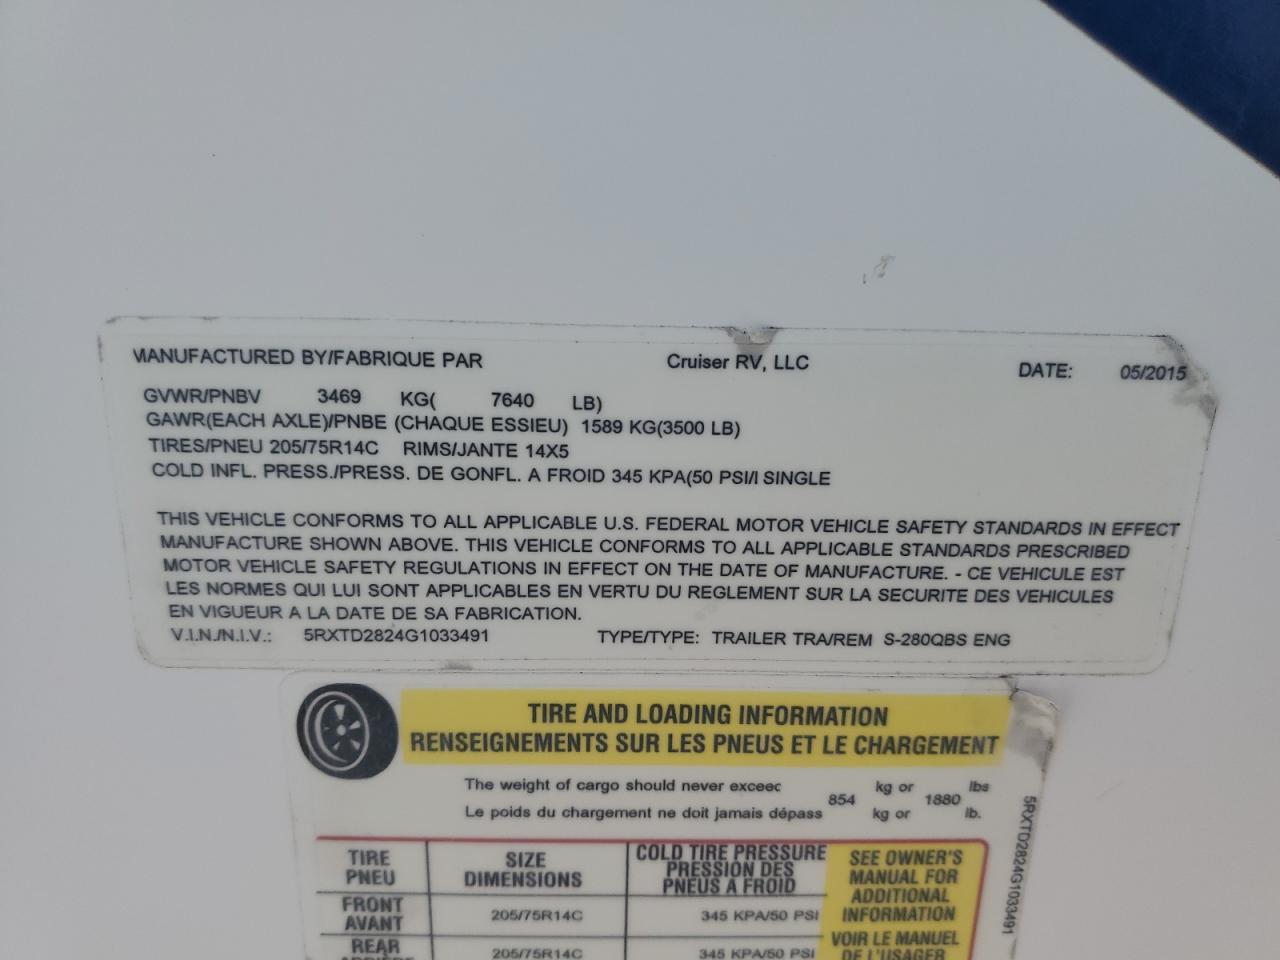 MANUFACTURED BY/FABRIQUE PAR Cruiser RV, LLC DATE: 05/2015
GVWR/PNBV 3469 KG( 7640 LB)
GAWR(EACH AXLE)/PNBE (CHAQUE ESSIEU) 1589 KG(3500 LB)
TIRES/PNEU 205/75R14C RIMS/JANTE 14X5
COLD INFL. PRESS./PRESS. DE GONFL. A FROID 345 KPA(50 PSI/I SINGLE
THIS VEHICLE CONFORMS TO ALL APPLICABLE U.S. FEDERAL MOTOR VEHICLE SAFETY STANDARDS IN EFFECT
MANUFACTURE SHOWN ABOVE. THIS VEHICLE CONFORMS TO ALL APPLICABLE STANDARDS PRESCRIBED
MOTOR VEHICLE SAFETY REGULATIONS IN EFFECT ON THE DATE OF MANUFACTURE. - CE VEHICULE EST
LES NORMES QUI LUI SONT APPLICABLES EN VERTU DU REGLEMENT SUR LA SECURITE DES VEHICULES
EN VIGUEUR A LA DATE DE SA FABRICATION.
V.I.N./N.I.V.: 5RXTD2824G1033491 TYPE/TYPE: TRAILER TRA/REM S-280QBS ENG
TIRE AND LOADING INFORMATION
RENSEIGNEMENTS SUR LES PNEUS ET LE CHARGEMENT
The weight of cargo should never exceec kg or lbs
854 1880
Le poids du chargement ne doit jamais dépass kg or lb.
5RXTD2824G1033491
TIRE SIZE COLD TIRE PRESSURE
PNEU DIMENSIONS PRESSION DES
PNEUS A FROID
FRONT
AVANT 205/75R14C 345 KPA/50 PSI
REAR
ARRIÈRE 205/75R14C 345 KPA/50 PSI
SEE OWNER'S
MANUAL FOR
ADDITIONAL
INFORMATION
VOIR LE MANUEL
DE L'USAGER